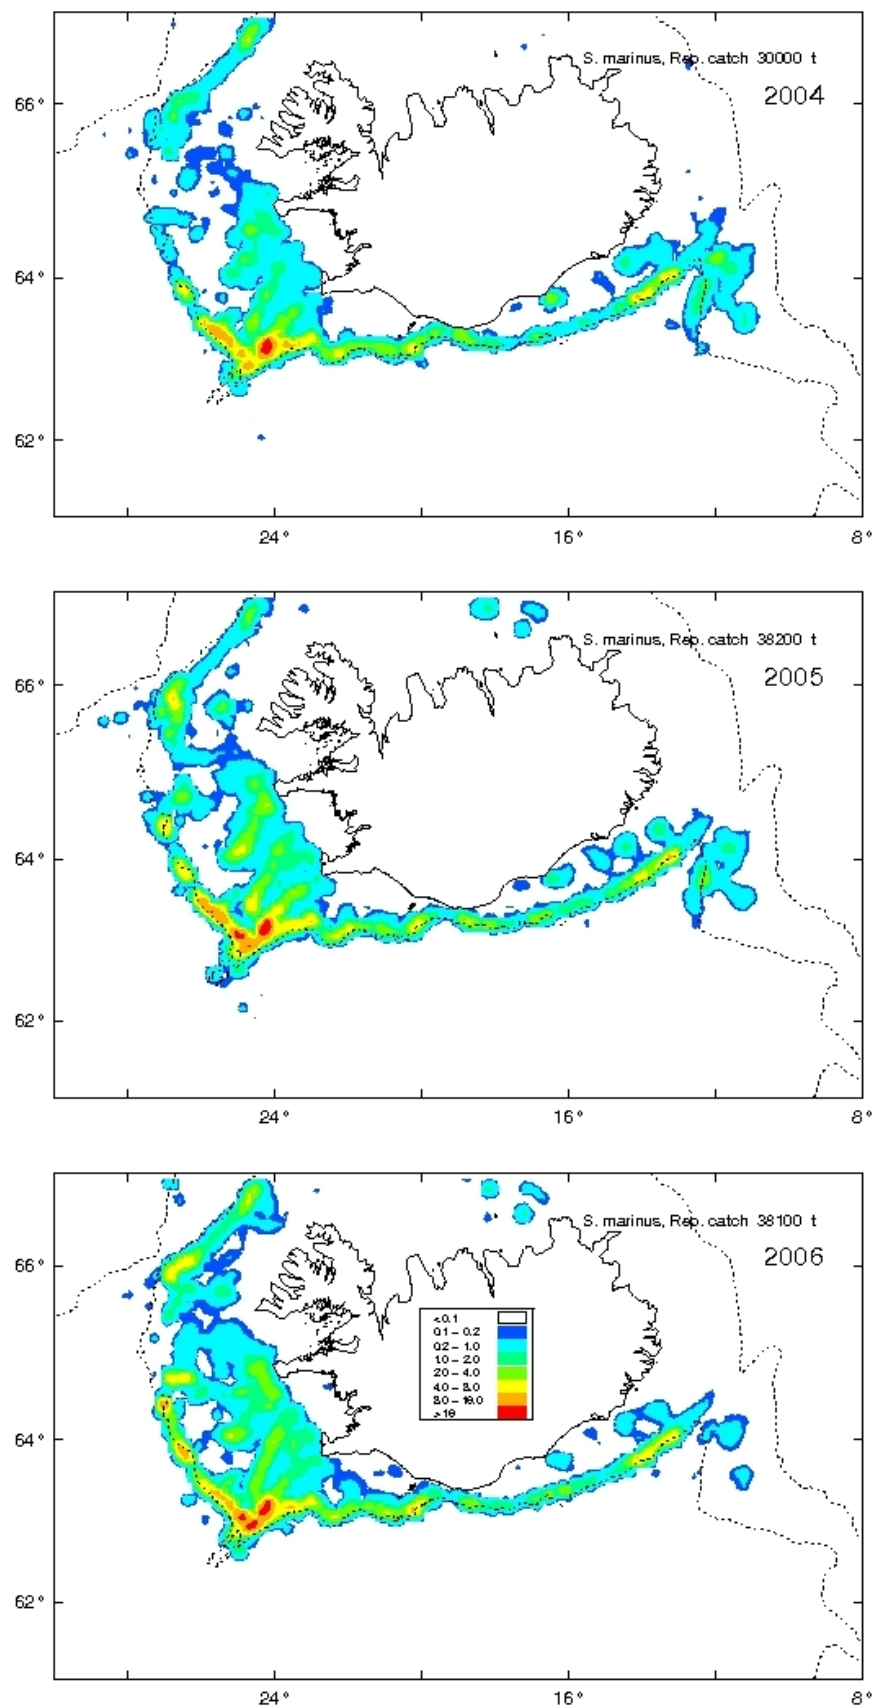 S. marinus, Rep. catch 30000 t
2004
66°
64°
62°
24°
16°
8°
S. marinus, Rep. catch 38200 t
2005
66°
64°
62°
24°
16°
8°
S. marinus, Rep. catch 38100 t
2006
66°
<0.1
0.1 - 0.2
0.2 - 1.0
1.0 - 2.0
2.0 - 4.0
4.0 - 8.0
8.0 - 16.0
>16
64°
62°
24°
16°
8°